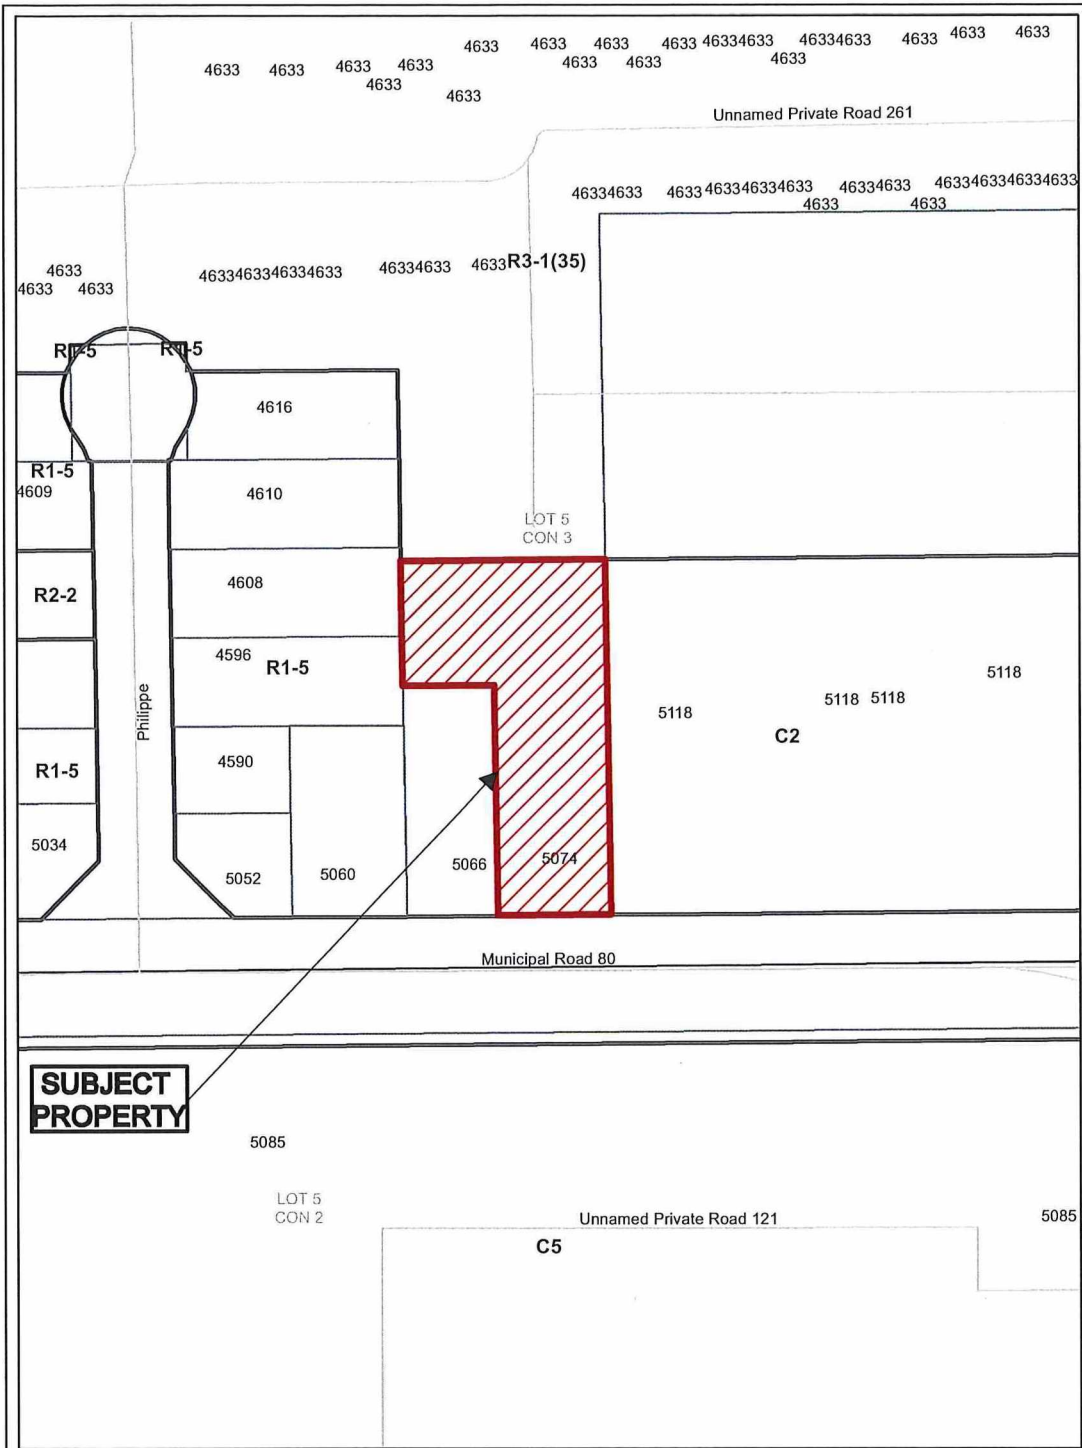 4633 4633 4633 4633 46334633 46334633 4633 4633 4633
4633 4633 4633 4633 4633 4633 4633
4633 4633
Unnamed Private Road 261
46334633 4633 463346334633 46334633 4633463346334633
4633 4633
4633 4633463346334633 46334633 4633 R3-1(35)
4633 4633
R1-5 R1-5
4616
R1-5
4609 4610
LOT 5
CON 3
R2-2 4608
4596 R1-5
Philippe
5118 5118 5118 5118
C2
R1-5 4590
5034 5052 5060 5066 5074
Municipal Road 80
SUBJECT
PROPERTY
5085
LOT 5
CON 2
Unnamed Private Road 121 5085
C5